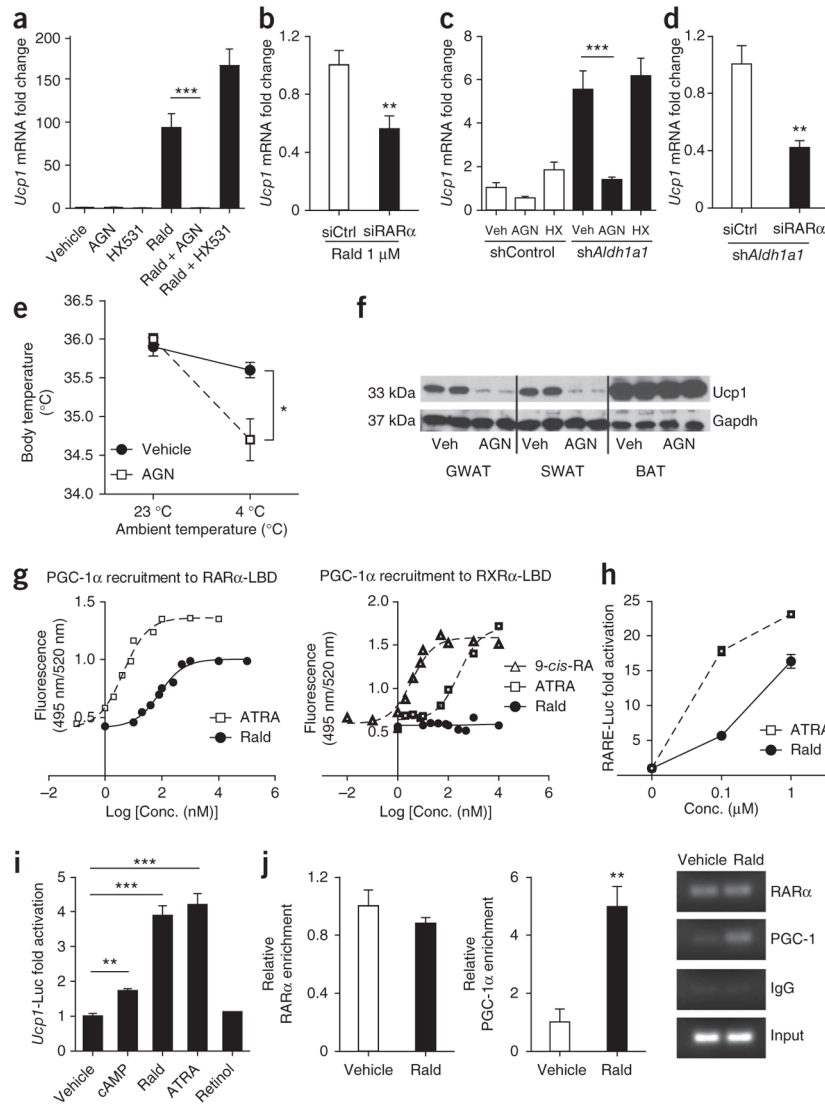 a
Ucp1 mRNA fold change
200
150
100
50
0
***
Vehicle
AGN
HX531
Rald
Rald + AGN
Rald + HX531
b
Ucp1 mRNA fold change
1.2
0.8
0.4
0
**
siCtrl siRARα
Rald 1 μM
c
Ucp1 mRNA fold change
8
6
4
2
0
***
Veh AGN HX Veh AGN HX
shControl shAldh1a1
d
Ucp1 mRNA fold change
1.2
0.8
0.4
0
**
siCtrl siRARα
shAldh1a1
e
Body temperature
(°C)
36.5
36.0
35.5
35.0
34.5
34.0
*
Vehicle
AGN
23 °C 4 °C
Ambient temperature (°C)
f
33 kDa Ucp1
37 kDa Gapdh
Veh AGN Veh AGN Veh AGN
GWAT SWAT BAT
g
PGC-1α recruitment to RARα-LBD
Fluorescence
(495 nm/520 nm)
1.5
1.0
0.5
ATRA
Rald
–2 0 2 4 6
Log [Conc. (nM)]
PGC-1α recruitment to RXRα-LBD
Fluorescence
(495 nm/520 nm)
2.0
1.5
1.0
0.5
9-cis-RA
ATRA
Rald
–2 0 2 4 6
Log [Conc. (nM)]
h
RARE-Luc fold activation
25
20
15
10
5
ATRA
Rald
0 0.1 1
Conc. (μM)
i
Ucp1-Luc fold activation
5
4
3
2
1
0
***
***
**
Vehicle
cAMP
Rald
ATRA
Retinol
j
Relative
RARα enrichment
1.2
0.8
0.4
0
Vehicle Rald
Relative
PGC-1α enrichment
6
4
2
0
**
Vehicle Rald
Vehicle Rald
RARα
PGC-1
IgG
Input